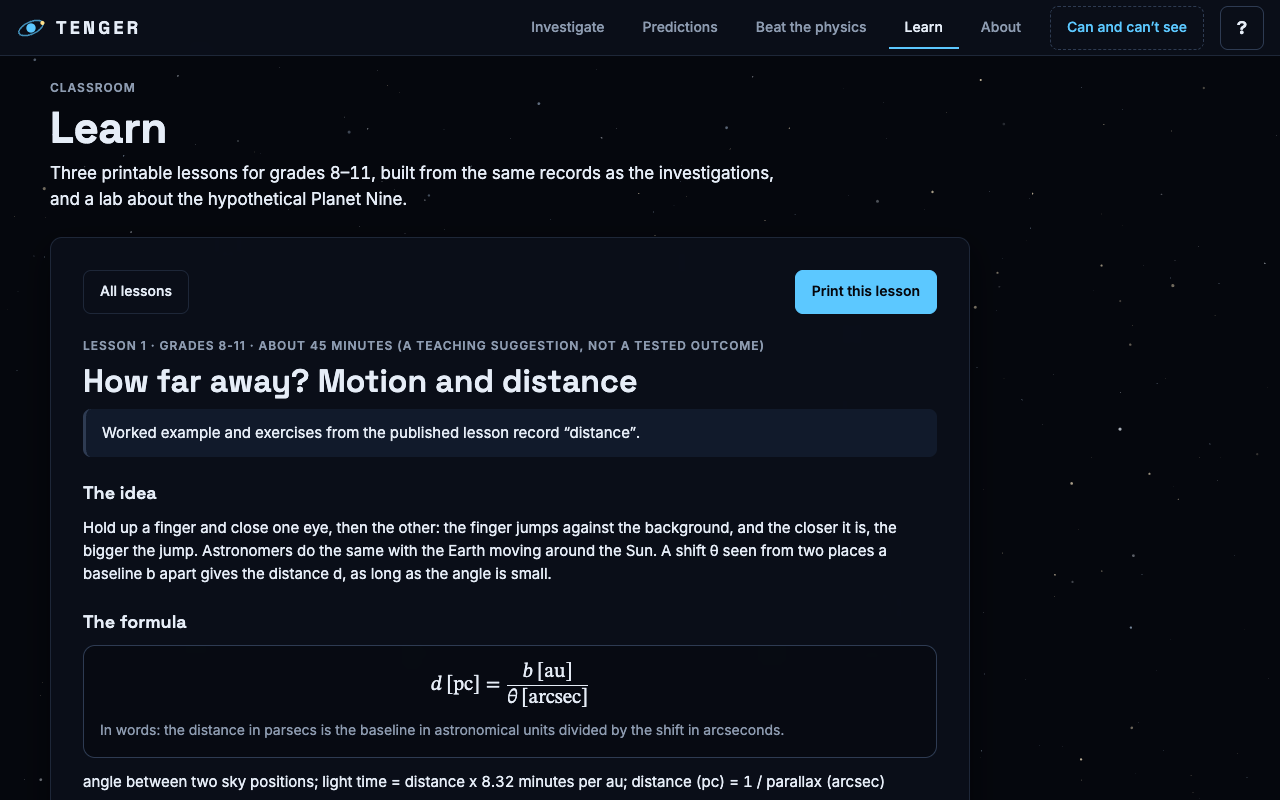 TENGER
Investigate
Predictions
Beat the physics
Learn
About
Can and can’t see
?
CLASSROOM
Learn
Three printable lessons for grades 8–11, built from the same records as the investigations,
and a lab about the hypothetical Planet Nine.
All lessons
Print this lesson
LESSON 1 · GRADES 8-11 · ABOUT 45 MINUTES (A TEACHING SUGGESTION, NOT A TESTED OUTCOME)
How far away? Motion and distance
Worked example and exercises from the published lesson record “distance”.
The idea
Hold up a finger and close one eye, then the other: the finger jumps against the background, and the closer it is, the
bigger the jump. Astronomers do the same with the Earth moving around the Sun. A shift θ seen from two places a
baseline b apart gives the distance d, as long as the angle is small.
The formula
d [pc] = b [au] / θ [arcsec]
In words: the distance in parsecs is the baseline in astronomical units divided by the shift in arcseconds.
angle between two sky positions; light time = distance x 8.32 minutes per au; distance (pc) = 1 / parallax (arcsec)